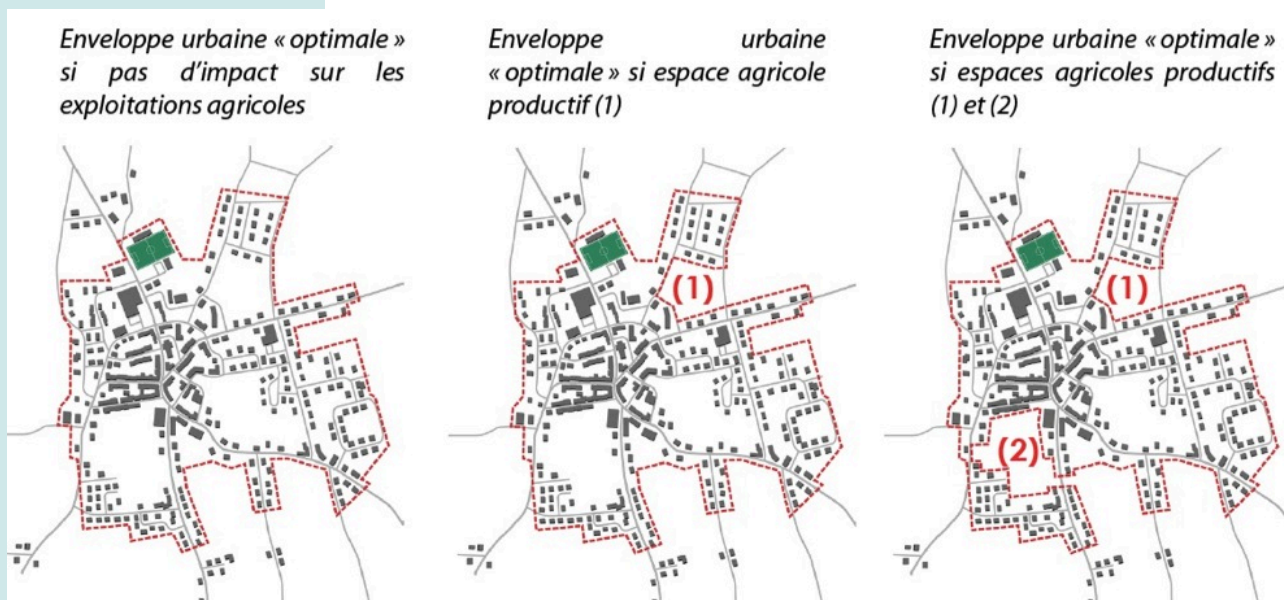 Enveloppe urbaine « optimale »
si pas d'impact sur les
exploitations agricoles
Enveloppe urbaine
« optimale » si espace agricole
productif (1)
Enveloppe urbaine « optimale »
si espaces agricoles productifs
(1) et (2)
(1)
(1)
(2)